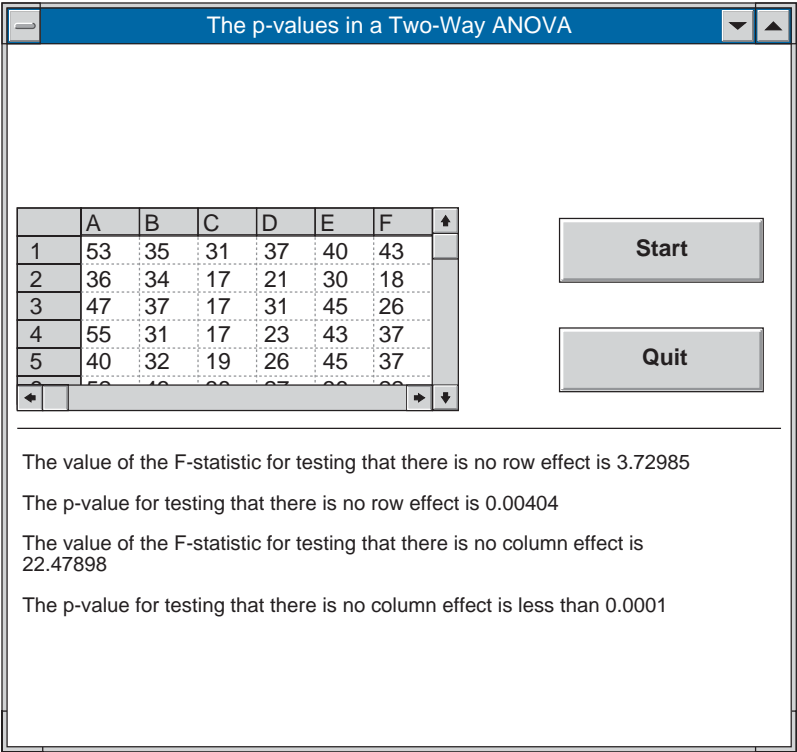 The p-values in a Two-Way ANOVA
A B C D E F
1 53 35 31 37 40 43
2 36 34 17 21 30 18
3 47 37 17 31 45 26
4 55 31 17 23 43 37
5 40 32 19 26 45 37
Start
Quit
The value of the F-statistic for testing that there is no row effect is 3.72985
The p-value for testing that there is no row effect is 0.00404
The value of the F-statistic for testing that there is no column effect is
22.47898
The p-value for testing that there is no column effect is less than 0.0001